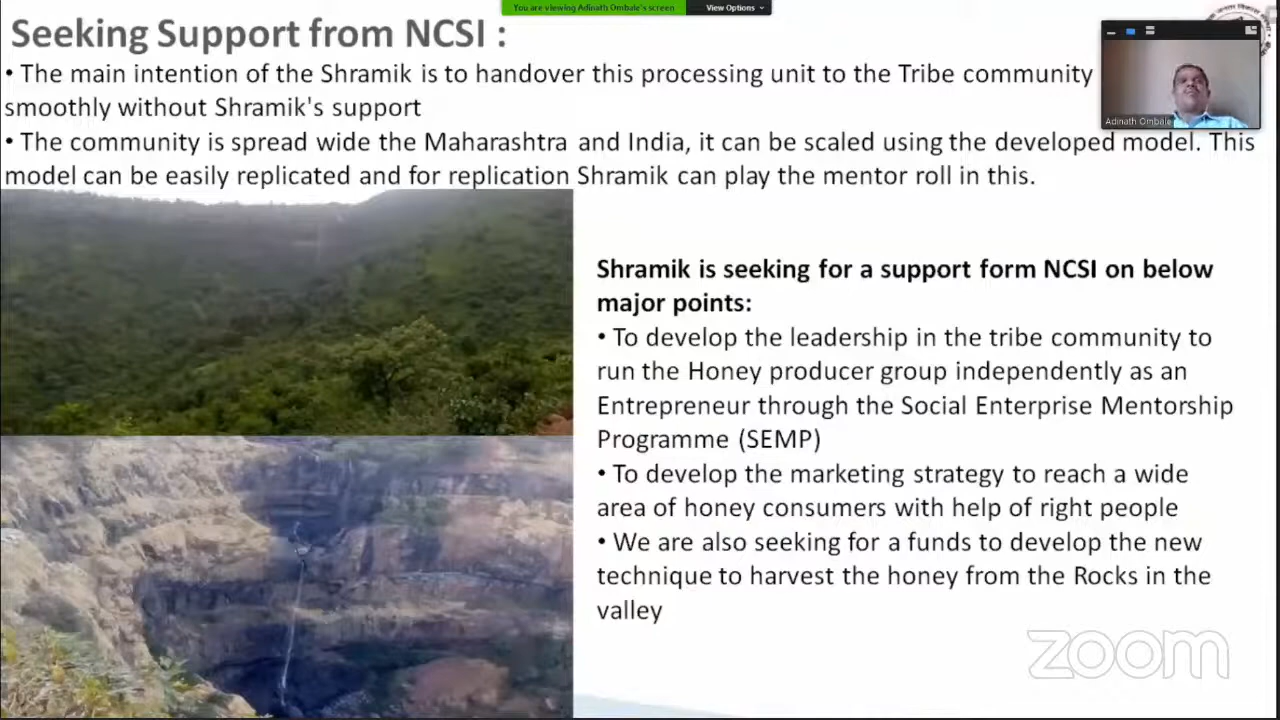 You are viewing Adinath Ombale's screen
View Options
Seeking Support from NCSI :
• The main intention of the Shramik is to handover this processing unit to the Tribe community
smoothly without Shramik's support
• The community is spread wide the Maharashtra and India, it can be scaled using the developed model. This
model can be easily replicated and for replication Shramik can play the mentor roll in this.
Adinath Ombale
Shramik is seeking for a support form NCSI on below
major points:
• To develop the leadership in the tribe community to
run the Honey producer group independently as an
Entrepreneur through the Social Enterprise Mentorship
Programme (SEMP)
• To develop the marketing strategy to reach a wide
area of honey consumers with help of right people
• We are also seeking for a funds to develop the new
technique to harvest the honey from the Rocks in the
valley
zoom